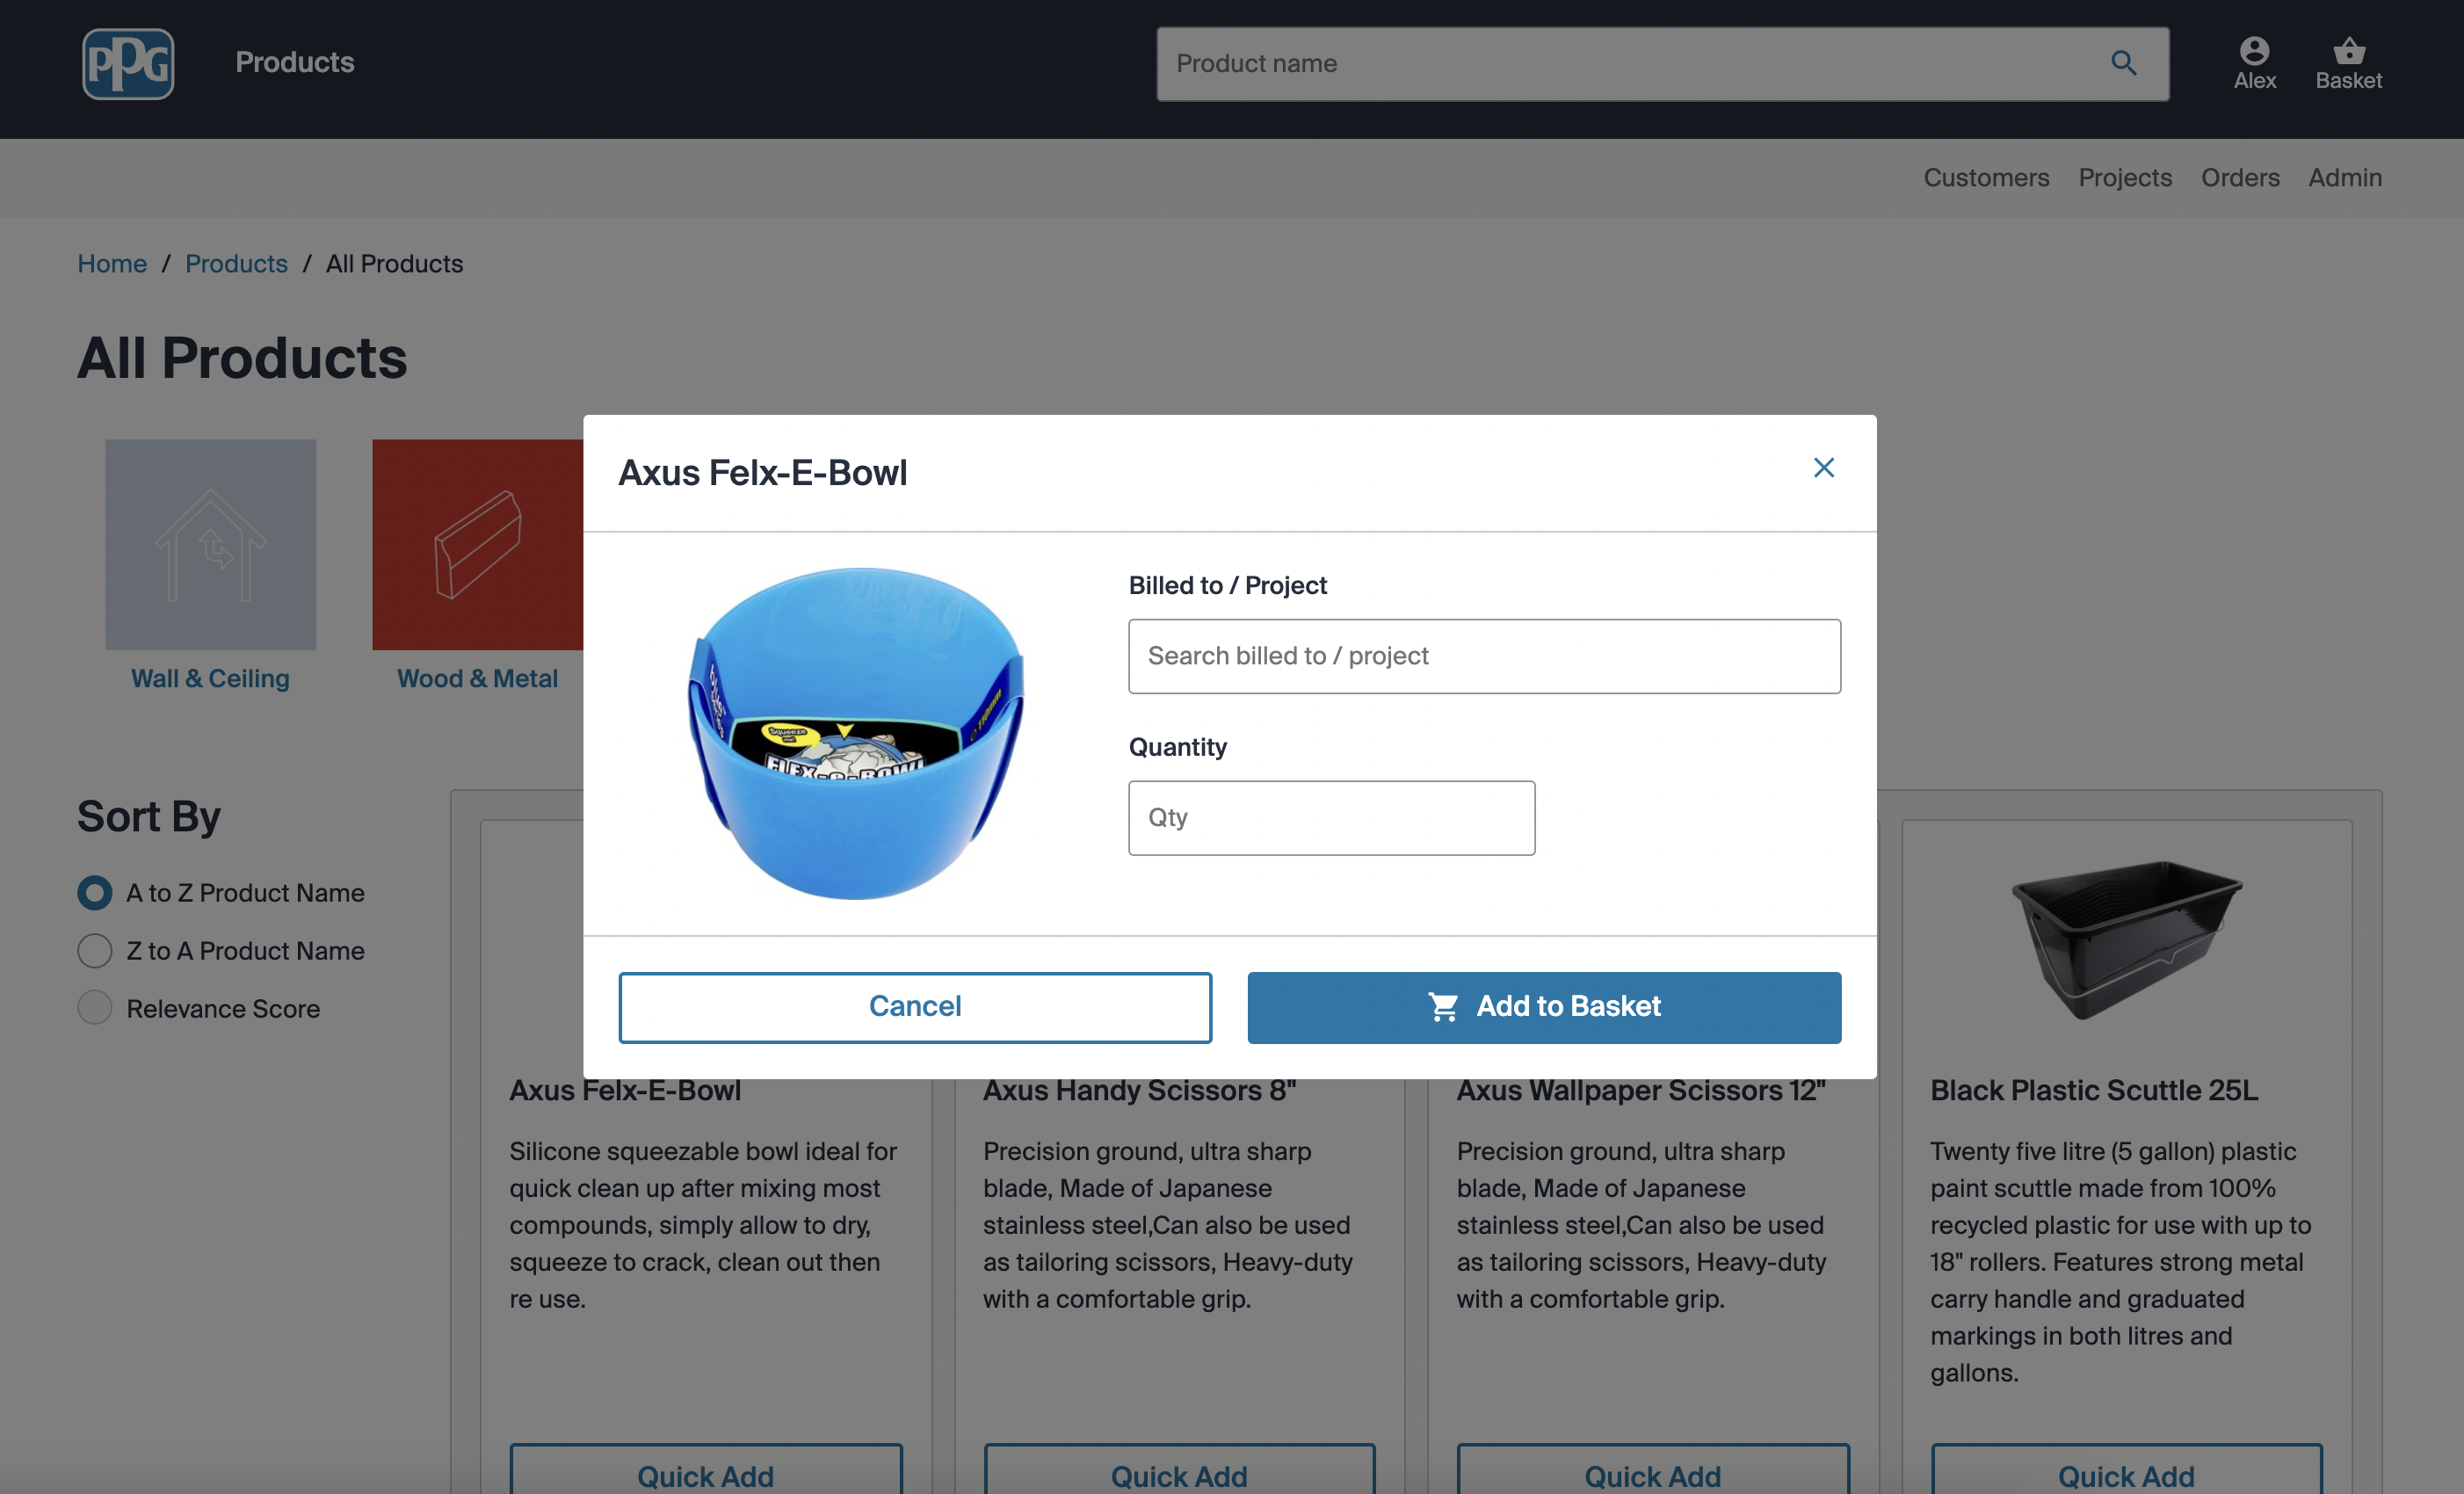 PPG
Products
Product name
Alex
Basket
Customers
Projects
Orders
Admin
Home / Products / All Products
All Products
Wall & Ceiling
Wood & Metal
Axus Felx-E-Bowl
Squeeze me!
FLEX-e-BOWL
Billed to / Project
Search billed to / project
Quantity
Qty
Cancel
Add to Basket
Sort By
A to Z Product Name
Z to A Product Name
Relevance Score
Axus Felx-E-Bowl
Silicone squeezable bowl ideal for
quick clean up after mixing most
compounds, simply allow to dry,
squeeze to crack, clean out then
re use.
Quick Add
Axus Handy Scissors 8"
Precision ground, ultra sharp
blade, Made of Japanese
stainless steel,Can also be used
as tailoring scissors, Heavy-duty
with a comfortable grip.
Quick Add
Axus Wallpaper Scissors 12"
Precision ground, ultra sharp
blade, Made of Japanese
stainless steel,Can also be used
as tailoring scissors, Heavy-duty
with a comfortable grip.
Quick Add
Black Plastic Scuttle 25L
Twenty five litre (5 gallon) plastic
paint scuttle made from 100%
recycled plastic for use with up to
18" rollers. Features strong metal
carry handle and graduated
markings in both litres and
gallons.
Quick Add